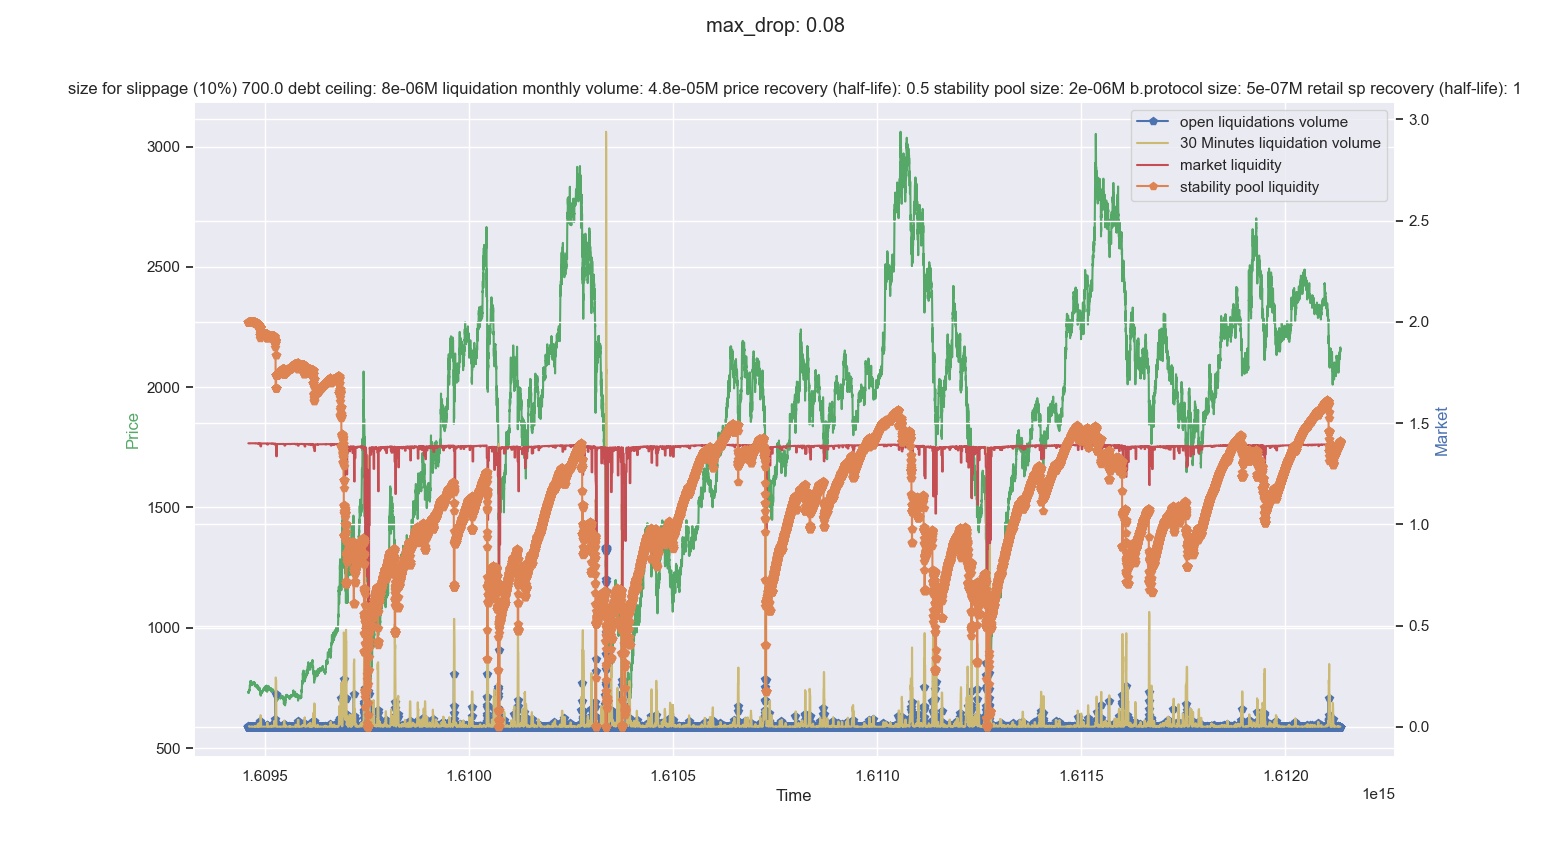 max_drop: 0.08
size for slippage (10%) 700.0 debt ceiling: 8e-06M liquidation monthly volume: 4.8e-05M price recovery (half-life): 0.5 stability pool size: 2e-06M b.protocol size: 5e-07M retail sp recovery (half-life): 1
open liquidations volume
30 Minutes liquidation volume
market liquidity
stability pool liquidity
3000
2500
2000
1500
1000
500
Price
3.0
2.5
2.0
1.5
1.0
0.5
0.0
Market
1.6095
1.6100
1.6105
1.6110
1.6115
1.6120
Time
1e15